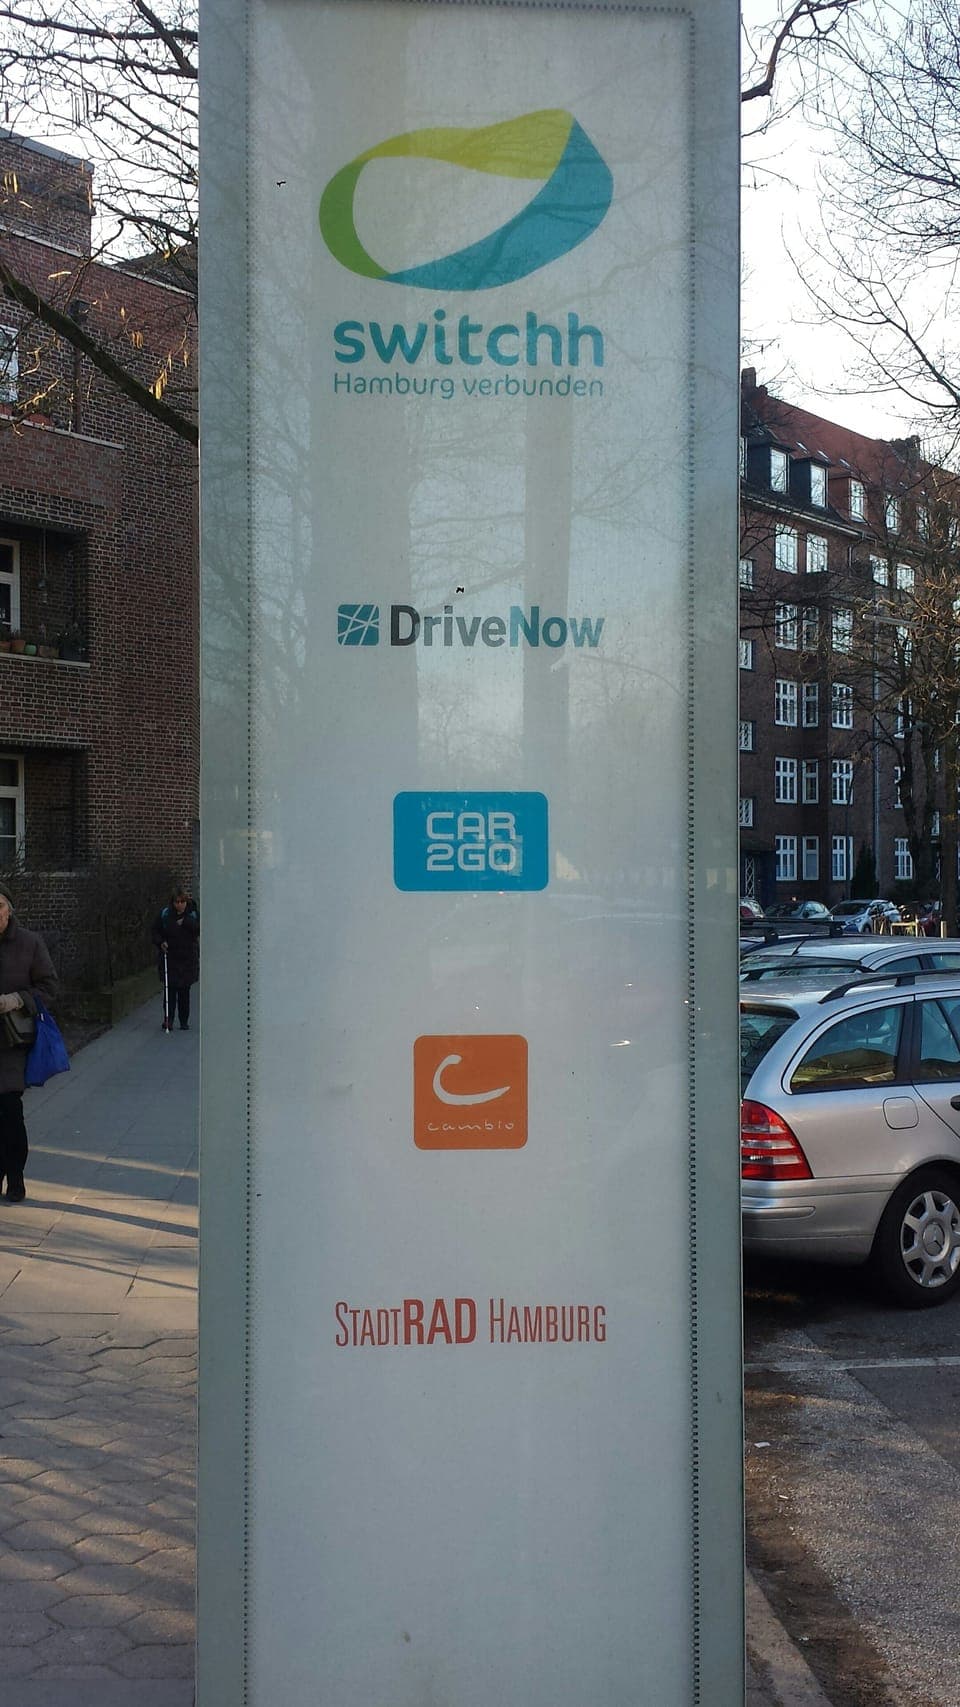 switchh
Hamburg verbunden
DriveNow
CAR
2GO
cambio
STADTRAD HAMBURG